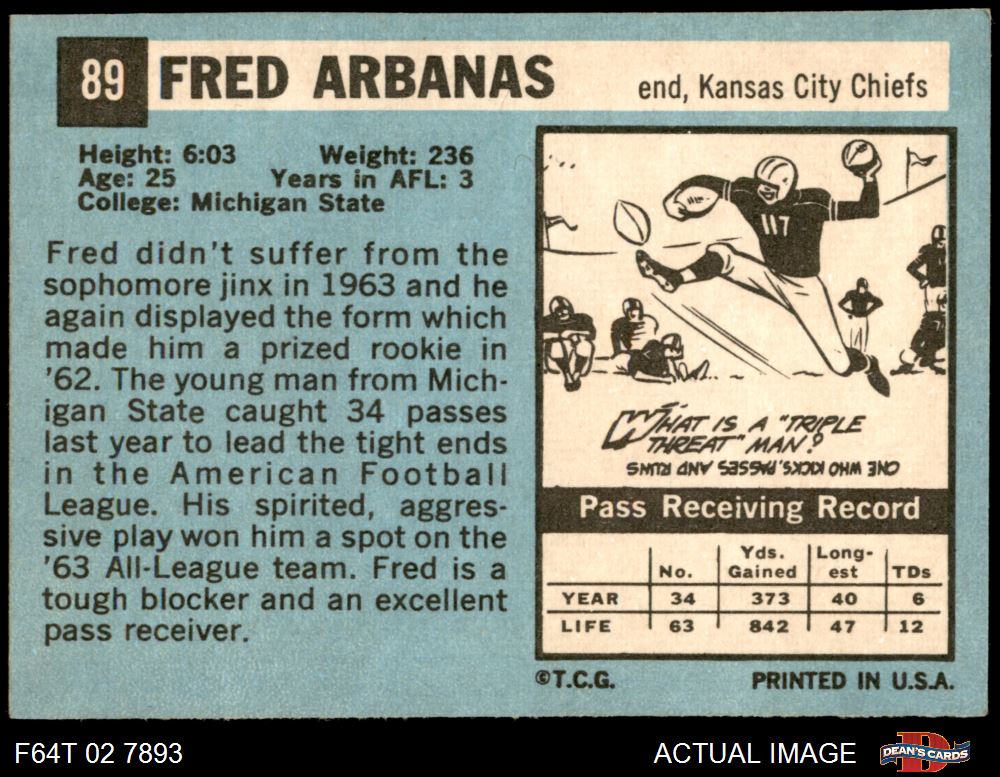 89 FRED ARBANAS end, Kansas City Chiefs
Height: 6:03 Weight: 236
Age: 25 Years in AFL: 3
College: Michigan State
Fred didn't suffer from the
sophomore jinx in 1963 and he
again displayed the form which
made him a prized rookie in
'62. The young man from Mich-
igan State caught 34 passes
last year to lead the tight ends
in the American Football
League. His spirited, aggres-
sive play won him a spot on the
'63 All-League team. Fred is a
tough blocker and an excellent
pass receiver.
117
WHAT IS A "TRIPLE
THREAT" MAN?
ONE WHO KICKS, PASSES AND RUNS
Pass Receiving Record
No. Yds. Gained Long-est TDs
YEAR 34 373 40 6
LIFE 63 842 47 12
©T.C.G. PRINTED IN U.S.A.
F64T 02 7893 ACTUAL IMAGE DEAN'S CARDS